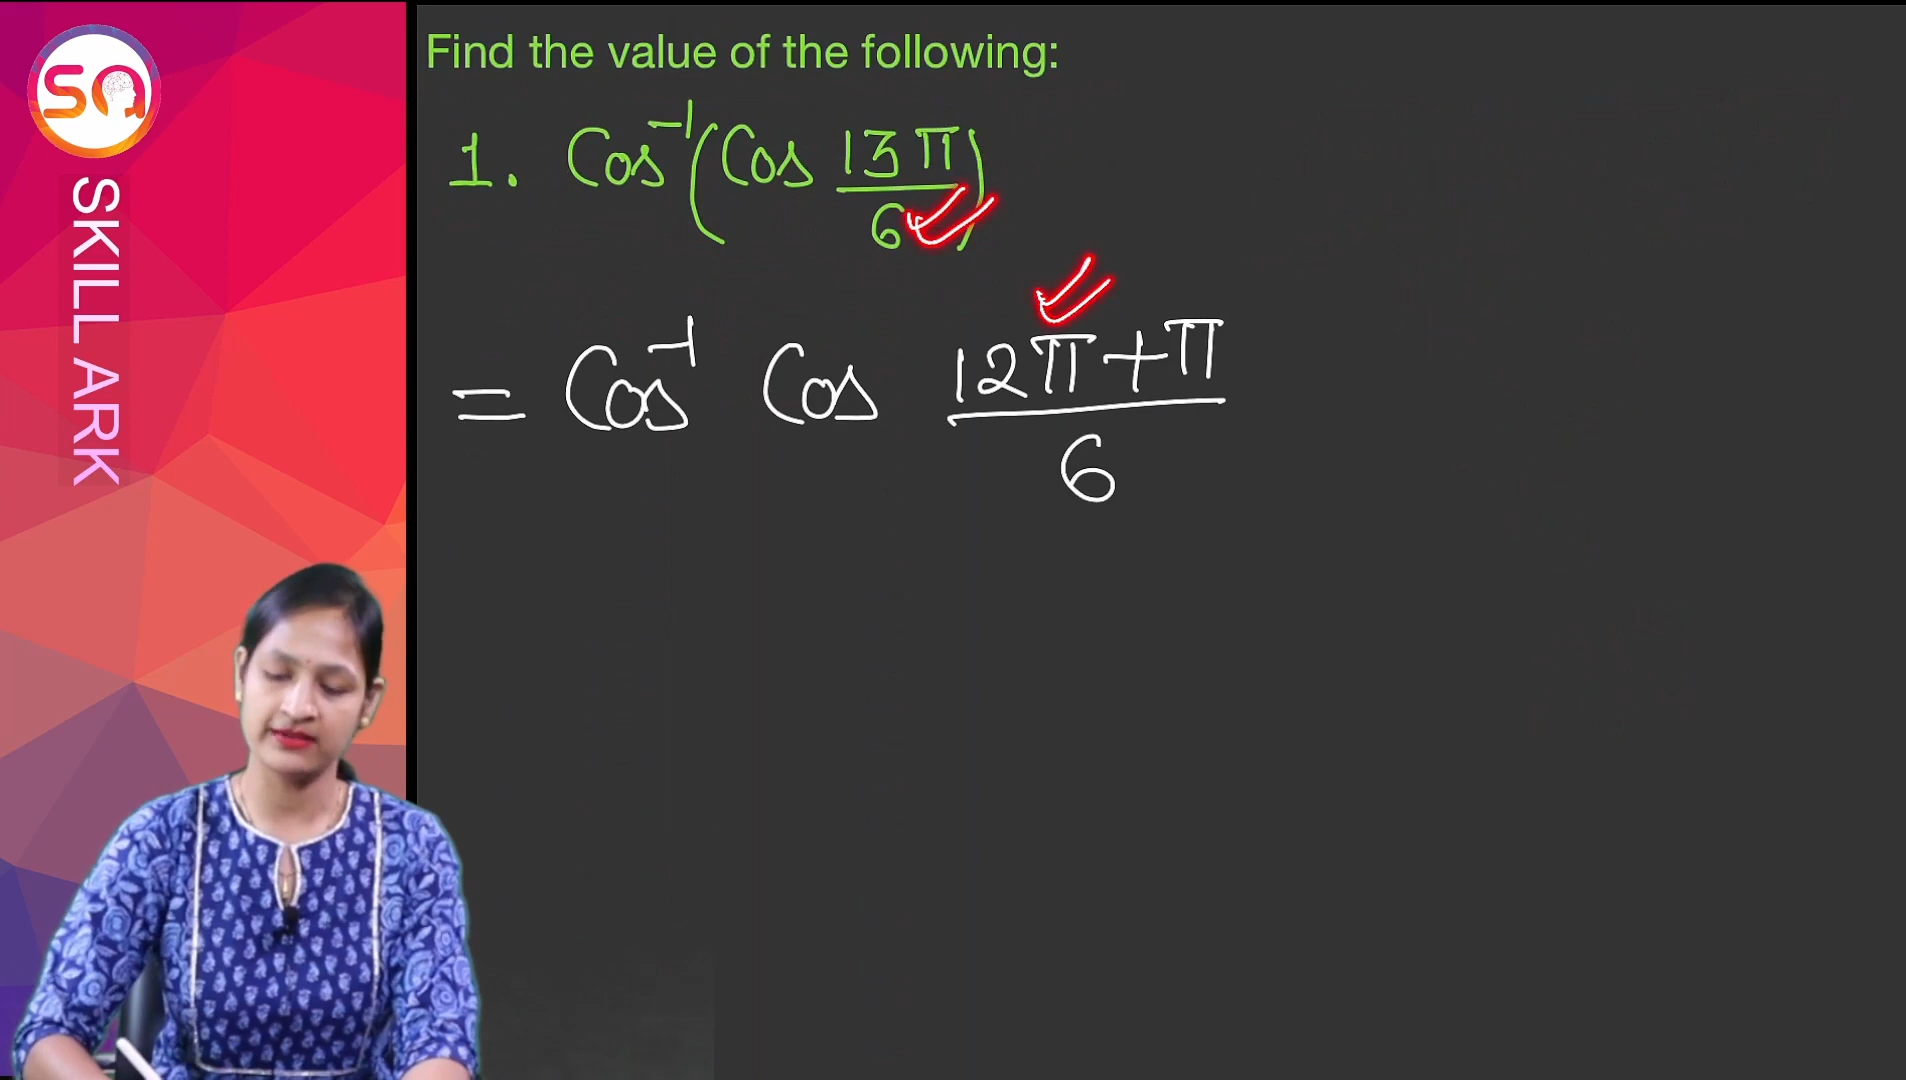 SA
SKILL ARK
Find the value of the following:
1. Cos⁻¹(Cos 13π/6)
= Cos⁻¹ Cos 12π+π/6